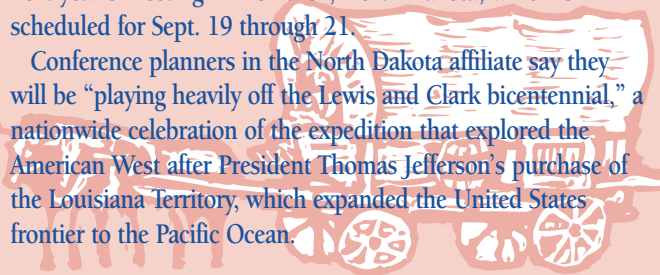 scheduled for Sept. 19 through 21.
Conference planners in the North Dakota affiliate say they
will be “playing heavily off the Lewis and Clark bicentennial,” a
nationwide celebration of the expedition that explored the
American West after President Thomas Jefferson’s purchase of
the Louisiana Territory, which expanded the United States
frontier to the Pacific Ocean.